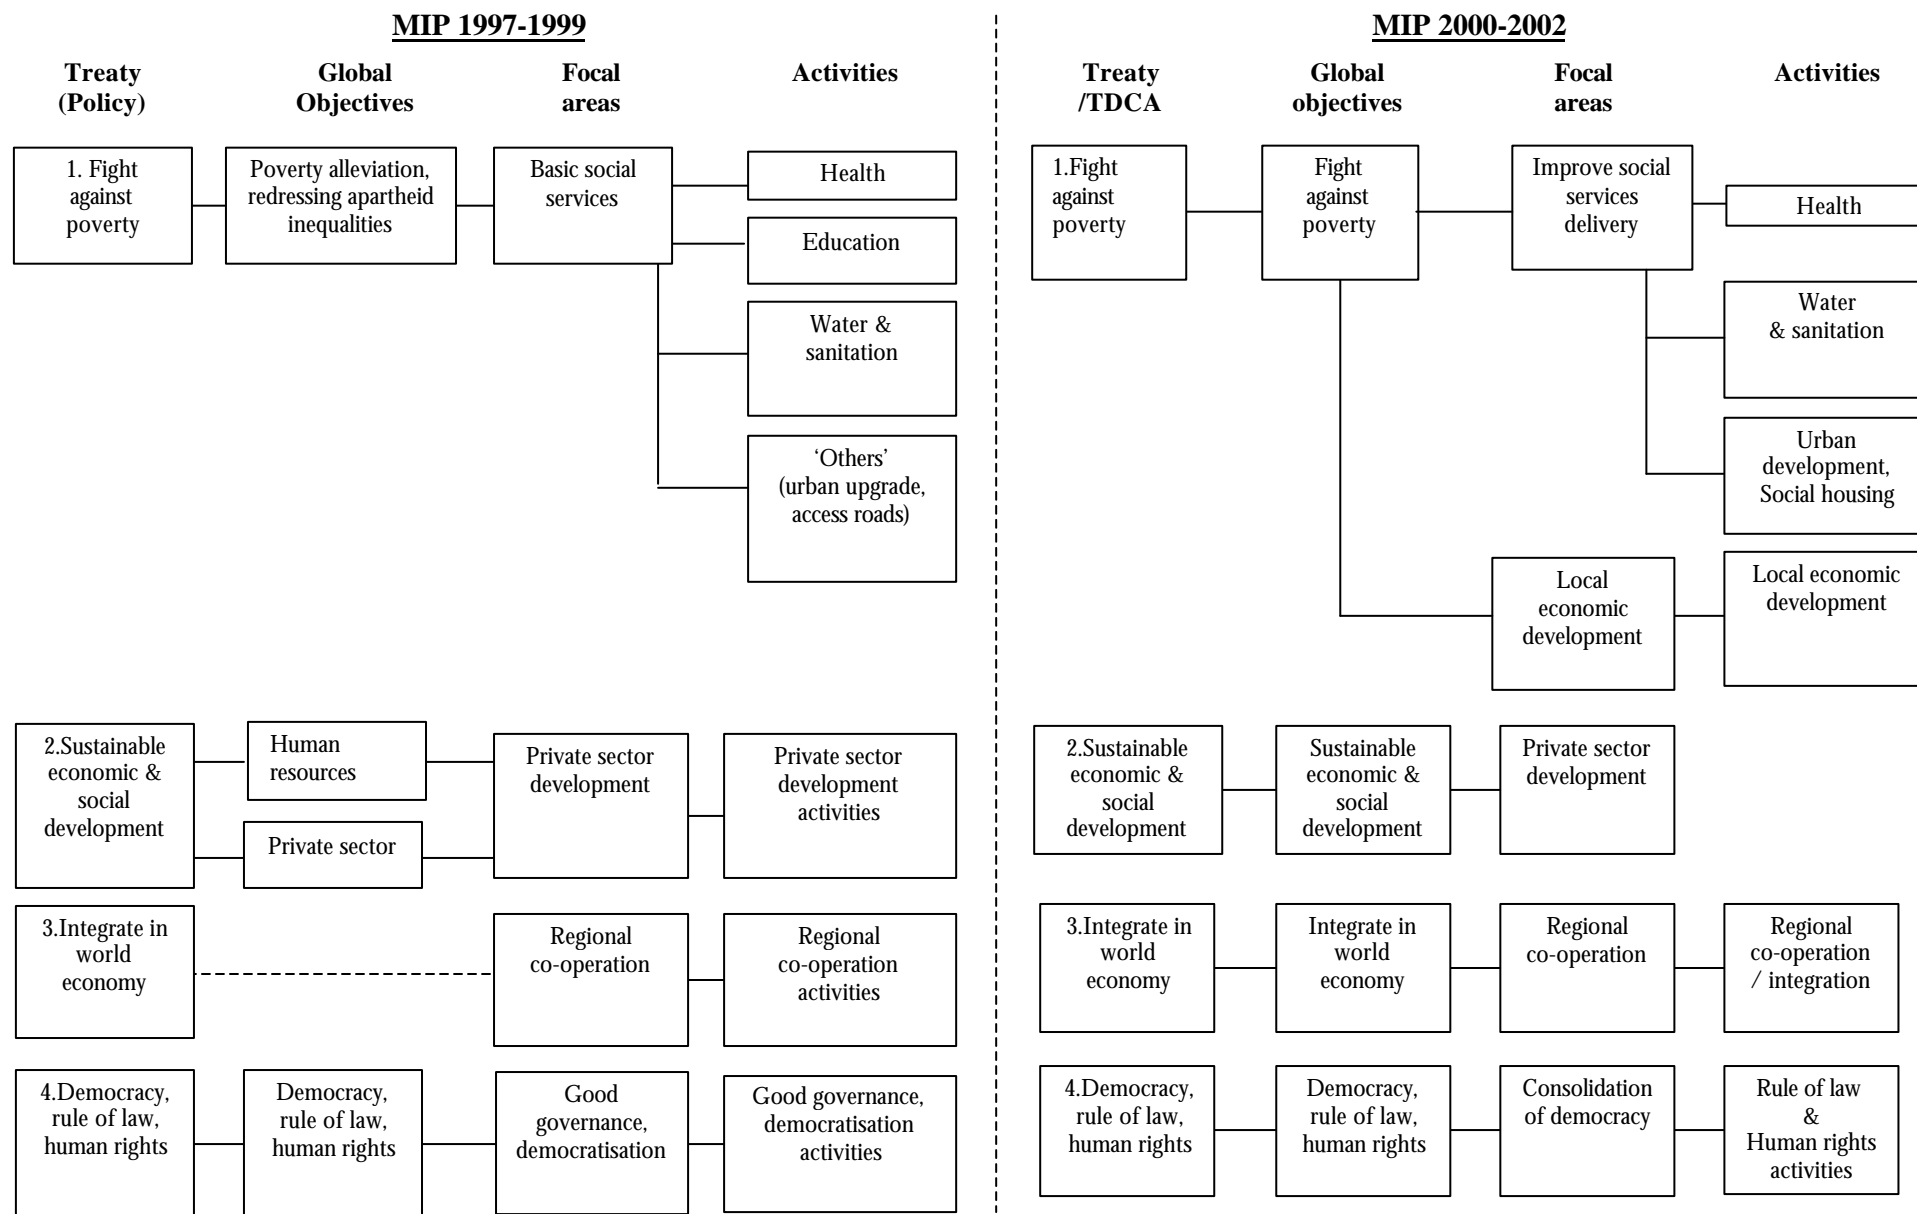 MIP 1997-1999
Treaty
(Policy)
Global
Objectives
Focal
areas
Activities
1. Fight
against
poverty
Poverty alleviation,
redressing apartheid
inequalities
Basic social
services
Health
Education
Water &
sanitation
‘Others’
(urban upgrade,
access roads)
2.Sustainable
economic &
social
development
Human
resources
Private sector
Private sector
development
Private sector
development
activities
3.Integrate in
world
economy
Regional
co-operation
Regional
co-operation
activities
4.Democracy,
rule of law,
human rights
Democracy,
rule of law,
human rights
Good
governance,
democratisation
Good governance,
democratisation
activities
MIP 2000-2002
Treaty
/TDCA
Global
objectives
Focal
areas
Activities
1.Fight
against
poverty
Fight
against
poverty
Improve social
services
delivery
Health
Water
& sanitation
Urban
development,
Social housing
Local
economic
development
Local economic
development
2.Sustainable
economic &
social
development
Sustainable
economic &
social
development
Private sector
development
3.Integrate in
world
economy
Integrate in
world
economy
Regional
co-operation
Regional
co-operation
/ integration
4.Democracy,
rule of law,
human rights
Democracy,
rule of law,
human rights
Consolidation
of democracy
Rule of law
&
Human rights
activities